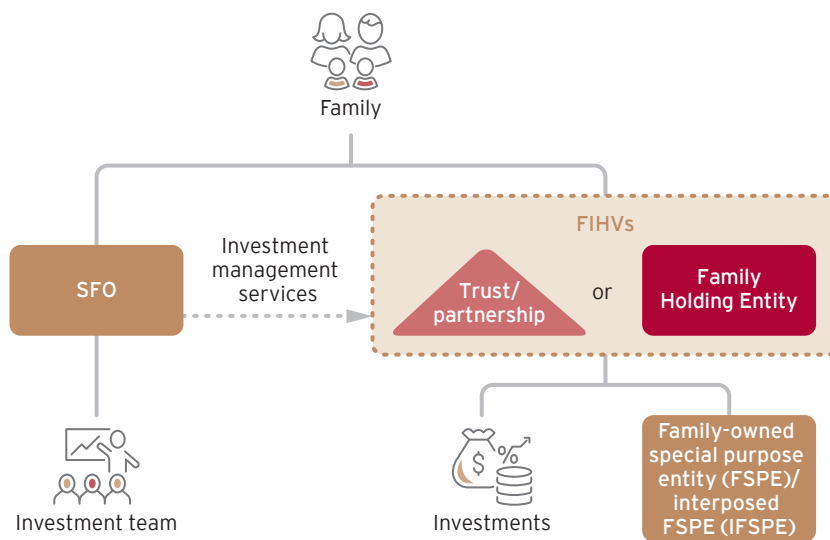 Family
FIHVs
Investment
management
services
SFO
Trust/
partnership
or
Family
Holding Entity
$
%
Investment team
Investments
Family-owned
special purpose
entity (FSPE)/
interposed
FSPE (IFSPE)